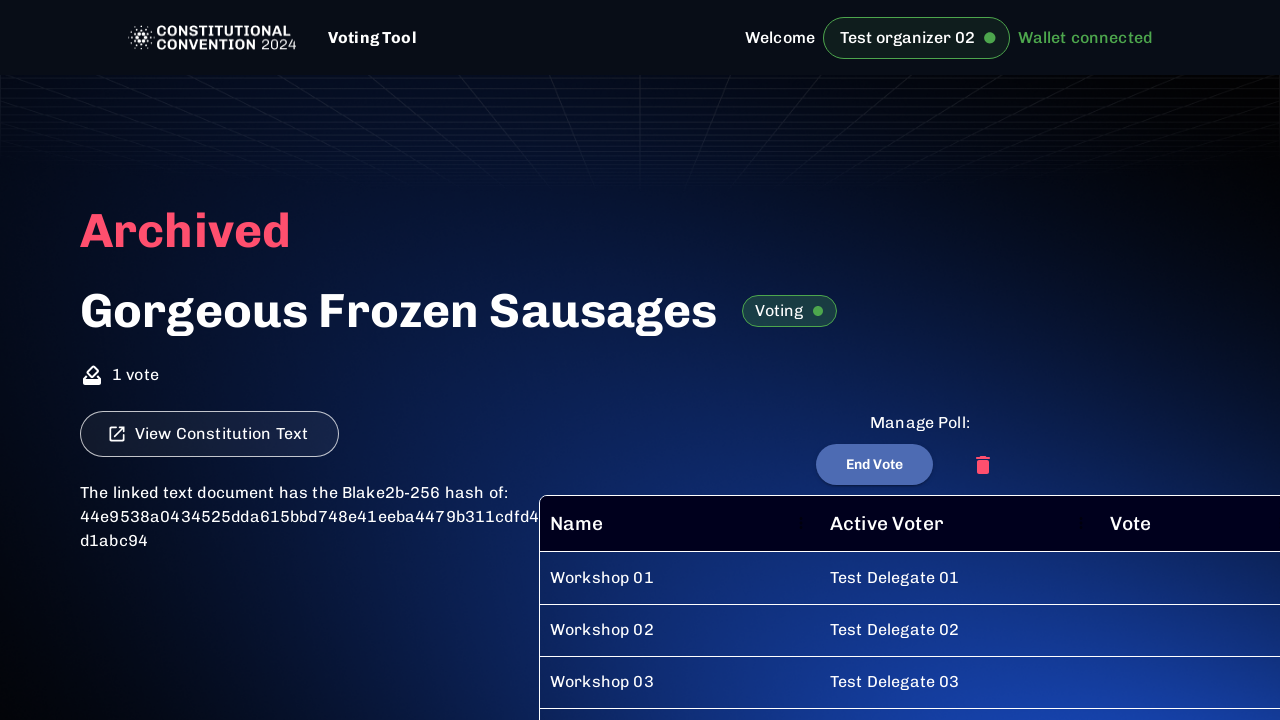 CONSTITUTIONAL
CONVENTION 2024
Voting Tool
Welcome
Test organizer 02
Wallet connected
Archived
Gorgeous Frozen Sausages
Voting
1 vote
View Constitution Text
Manage Poll:
End Vote
The linked text document has the Blake2b-256 hash of:
44e9538a0434525dda615bbd748e41eeba4479b311cdfd4
d1abc94
Name Active Voter Vote
Workshop 01 Test Delegate 01
Workshop 02 Test Delegate 02
Workshop 03 Test Delegate 03